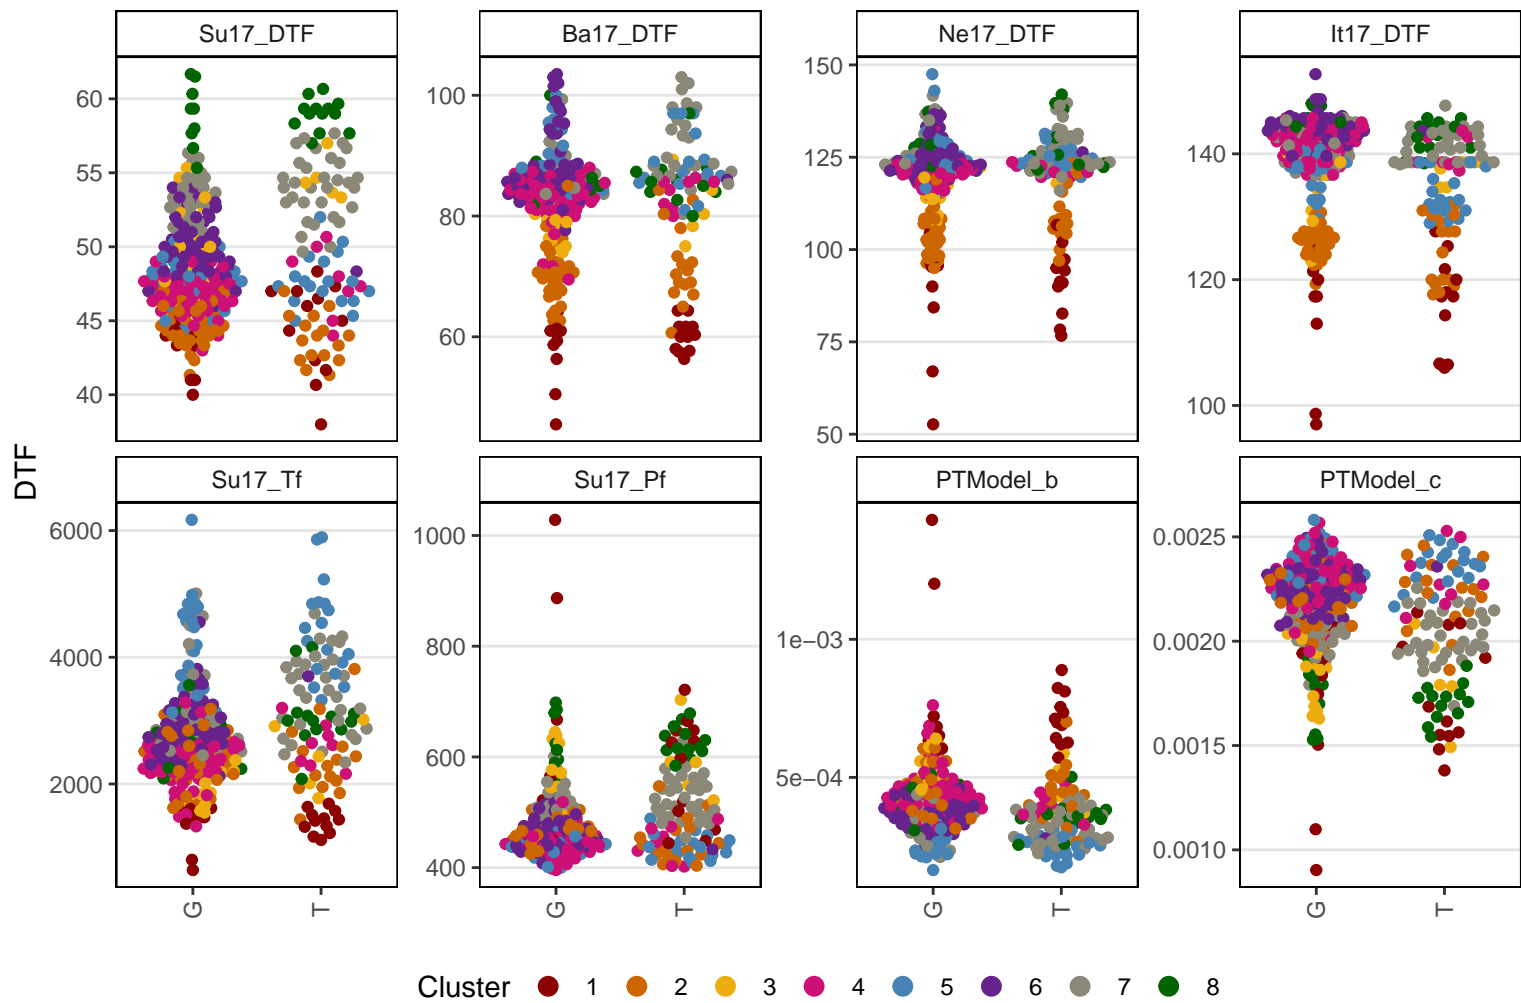 Su17_DTF Ba17_DTF Ne17_DTF It17_DTF
60 55 50 45 40
100 80 60
150 125 100 75 50
140 120 100
DTF
Su17_Tf Su17_Pf PTModel_b PTModel_c
6000 4000 2000
1000 800 600 400
1e−03 5e−04
0.0025 0.0020 0.0015 0.0010
G T G T G T G T
Cluster 1 2 3 4 5 6 7 8